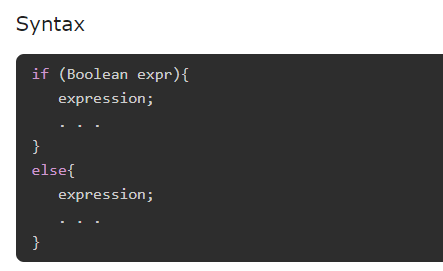 Syntax
if (Boolean expr){
   expression;
   . . .
}
else{
   expression;
   . . .
}